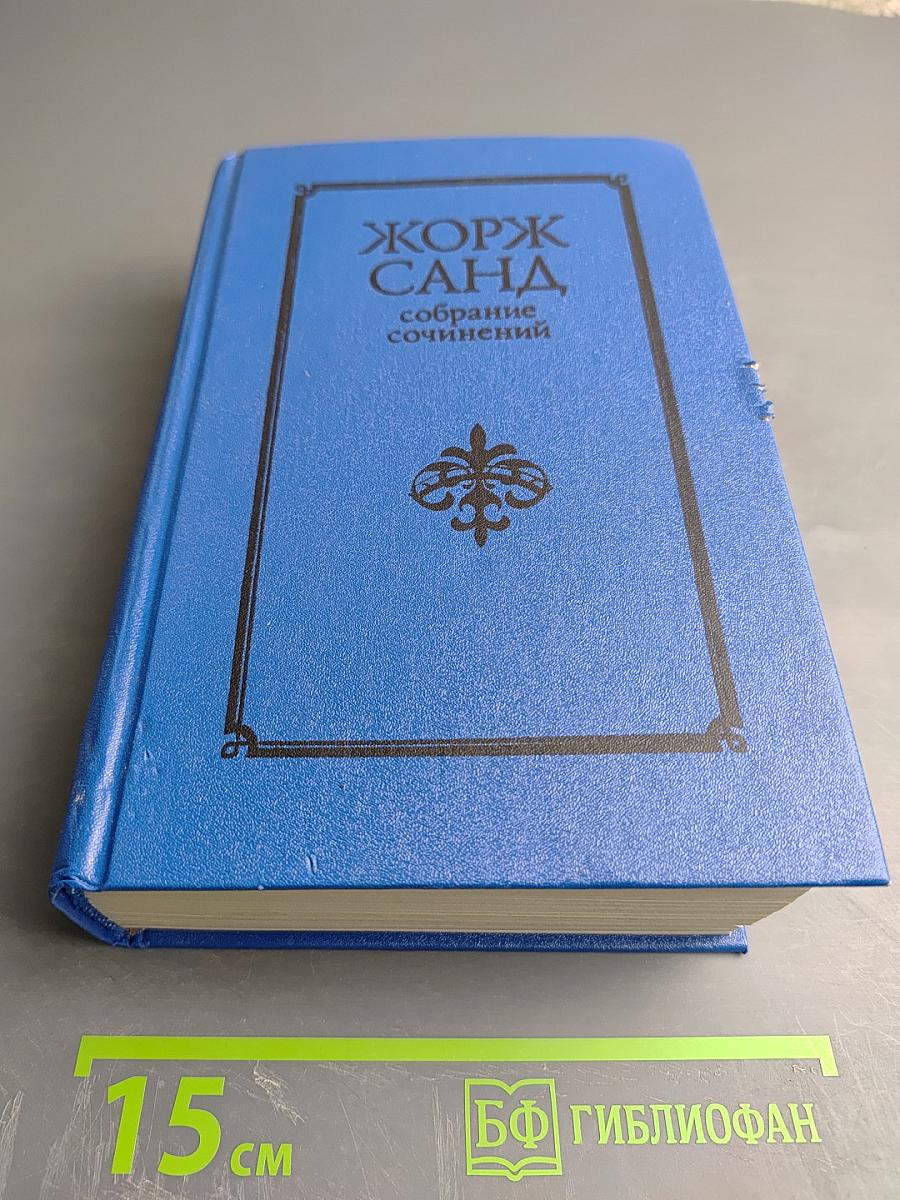 ЖОРЖ
САНД
собрание
сочинений
15 см
БФ ГИБЛИОФАН